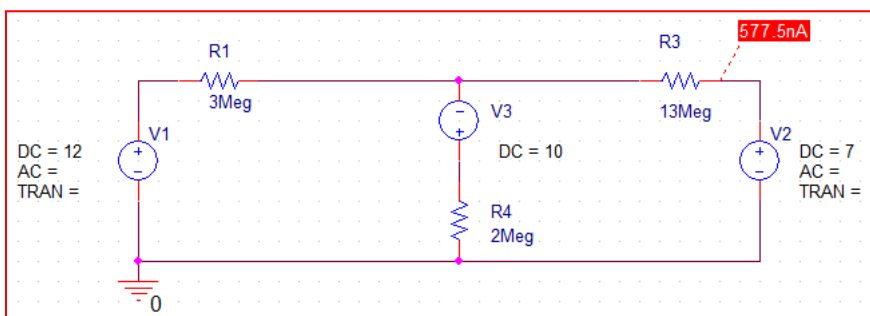 577.5nA
R1
R3
3Meg
13Meg
-
+
V3
V1
V2
+
-
+
-
DC = 12
AC =
TRAN =
DC = 10
DC = 7
AC =
TRAN =
R4
2Meg
0